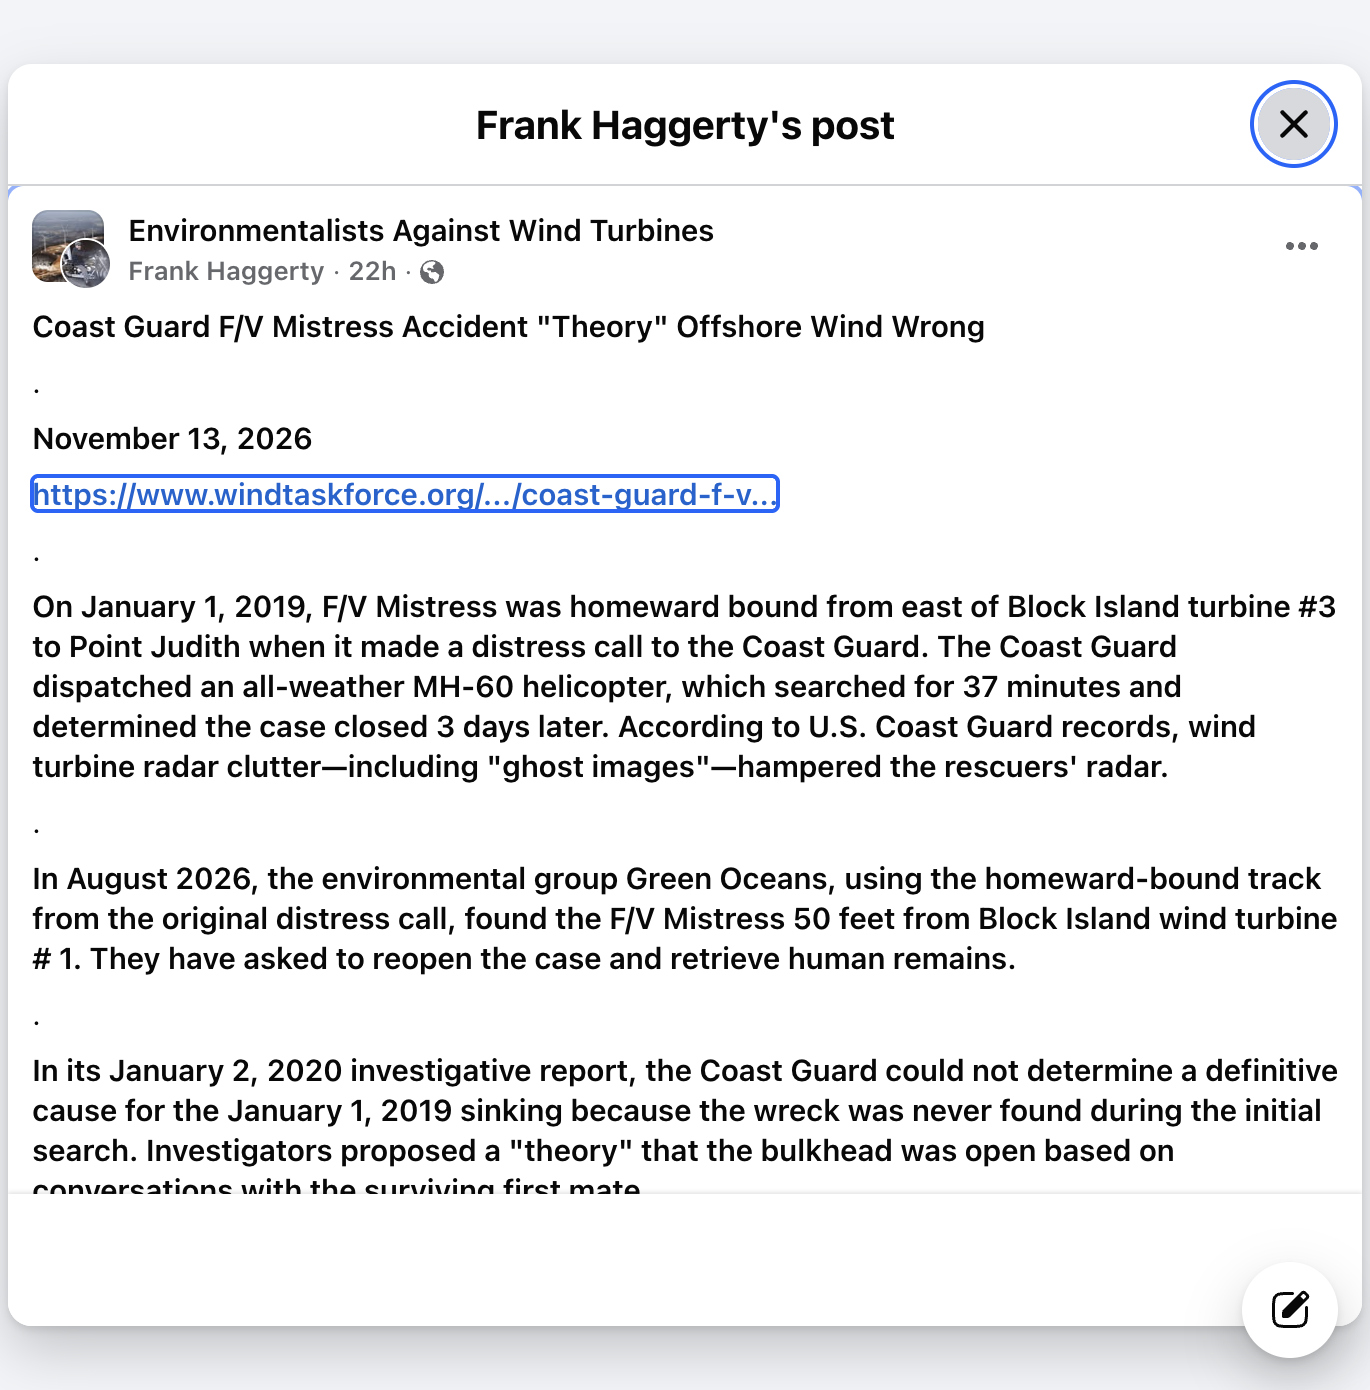 Frank Haggerty's post
Environmentalists Against Wind Turbines
Frank Haggerty · 22h ·
Coast Guard F/V Mistress Accident "Theory" Offshore Wind Wrong
.
November 13, 2026
https://www.windtaskforce.org/.../coast-guard-f-v...
.
On January 1, 2019, F/V Mistress was homeward bound from east of Block Island turbine #3
to Point Judith when it made a distress call to the Coast Guard. The Coast Guard
dispatched an all-weather MH-60 helicopter, which searched for 37 minutes and
determined the case closed 3 days later. According to U.S. Coast Guard records, wind
turbine radar clutter—including "ghost images"—hampered the rescuers' radar.
.
In August 2026, the environmental group Green Oceans, using the homeward-bound track
from the original distress call, found the F/V Mistress 50 feet from Block Island wind turbine
# 1. They have asked to reopen the case and retrieve human remains.
.
In its January 2, 2020 investigative report, the Coast Guard could not determine a definitive
cause for the January 1, 2019 sinking because the wreck was never found during the initial
search. Investigators proposed a "theory" that the bulkhead was open based on
conversations with the surviving first mate